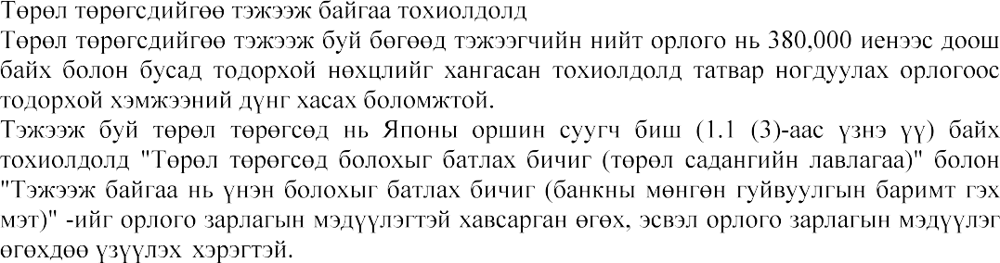 Төрөл төрөгсдийгөө тэжээж байгаа тохиолдолд
Төрөл төрөгсдийгөө тэжээж буй бөгөөд тэжээгчийн нийт орлого нь 380,000 иенээс доош
байх болон бусад тодорхой нөхцлийг хангасан тохиолдолд татвар ногдуулах орлогоос
тодорхой хэмжээний дүнг хасах боломжтой.
Тэжээж буй төрөл төрөгсөд нь Японы оршин суугч биш (1.1 (3)-аас үзнэ үү) байх
тохиолдолд "Төрөл төрөгсөд болохыг батлах бичиг (төрөл садангийн лавлагаа)" болон
"Тэжээж байгаа нь үнэн болохыг батлах бичиг (банкны мөнгөн гуйвуулгын баримт гэх
мэт)" -ийг орлого зарлагын мэдүүлэгтэй хавсарган өгөх, эсвэл орлого зарлагын мэдүүлэг
өгөхдөө үзүүлэх хэрэгтэй.